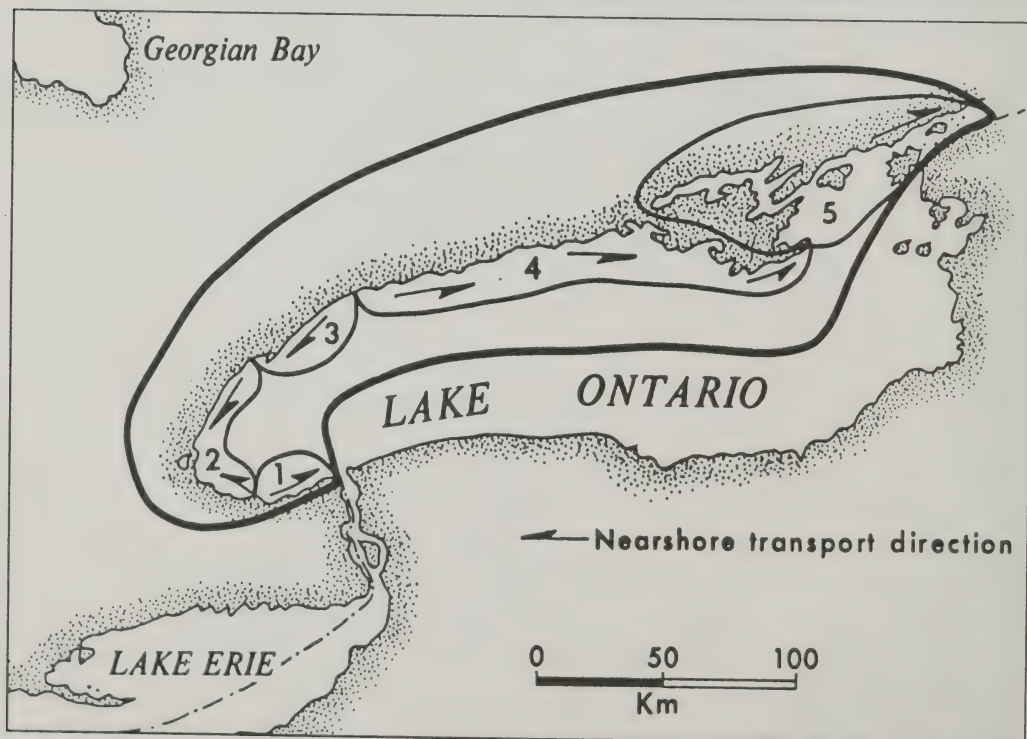 Georgian Bay
5
4
3
LAKE ONTARIO
2
1
Nearshore transport direction
0 50 100
Km
LAKE ERIE